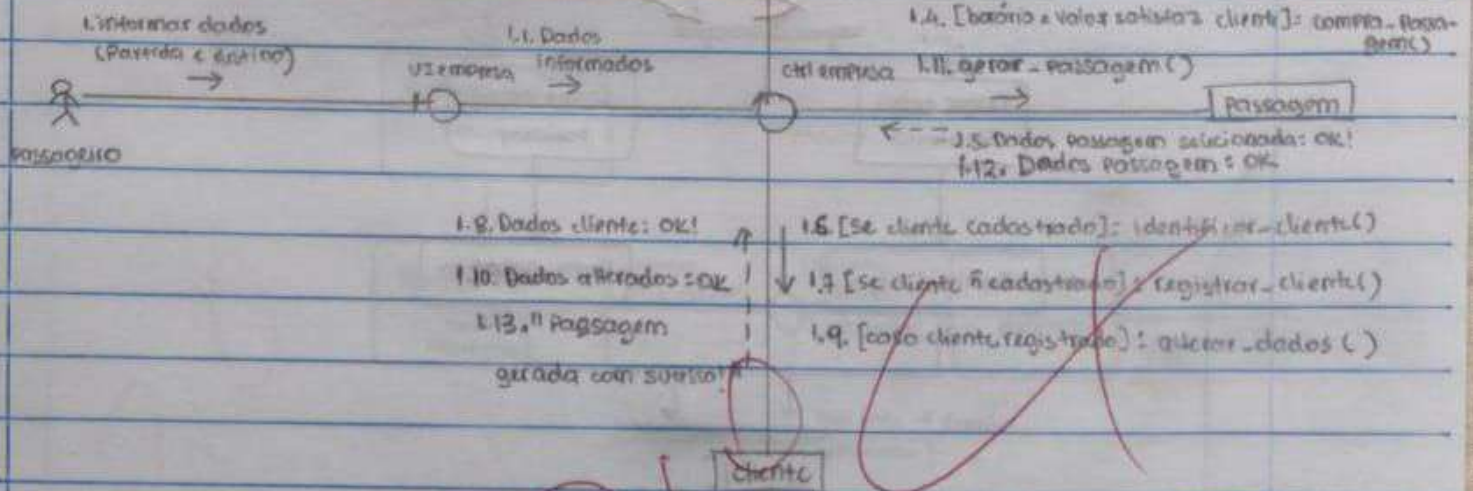 1.informar dados
(Partida e destino)
1.1. Dados
informados
1.4. [horário e valor satisfaz cliente]: compra_passa-
gem()
UI empresa
ctrl empresa
1.11. gerar_passagem()
Passagem
passageiro
1.5. Dados passagem selecionada: OK!
1.12. Dados Passagem: OK
1.8. Dados cliente: OK!
1.6 [se cliente cadastrado]: identificar_cliente()
1.10. Dados alterados: OK
1.7 [se cliente ñ cadastrado]: registrar_cliente()
1.13. " Passagem
gerada com sucesso!"
1.9. [caso cliente registrado]: alterar_dados ()
cliente